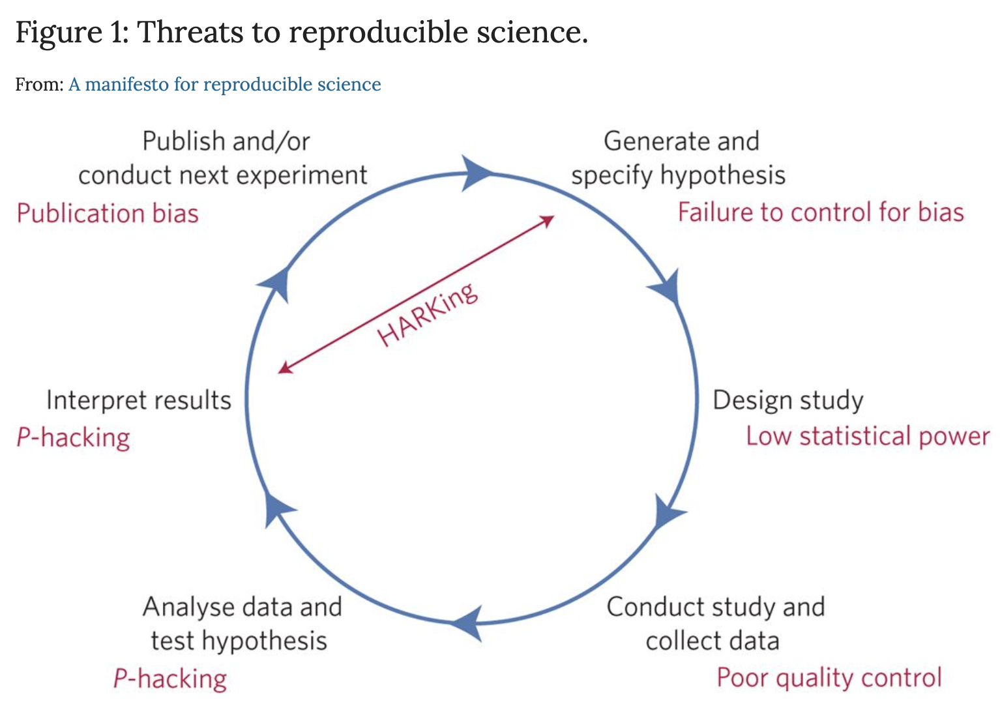 Figure 1: Threats to reproducible science.
From: A manifesto for reproducible science
Publish and/or
conduct next experiment
Publication bias
Generate and
specify hypothesis
Failure to control for bias
HARKing
Interpret results
P-hacking
Design study
Low statistical power
Analyse data and
test hypothesis
P-hacking
Conduct study and
collect data
Poor quality control